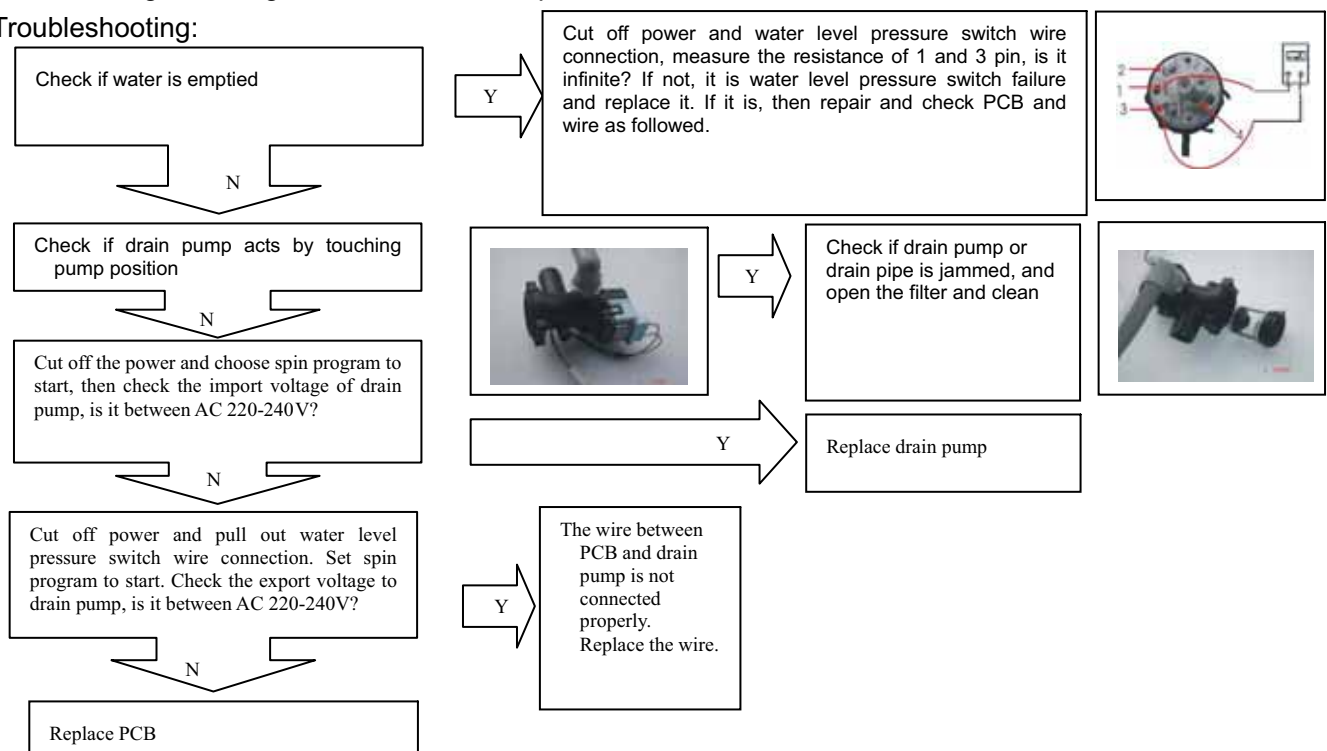 Troubleshooting:
Check if water is emptied
Y
Cut off power and water level pressure switch wire
connection, measure the resistance of 1 and 3 pin, is it
infinite? If not, it is water level pressure switch failure
and replace it. If it is, then repair and check PCB and
wire as followed.
2
1
3
4
N
Check if drain pump acts by touching
pump position
Y
Check if drain pump or
drain pipe is jammed, and
open the filter and clean
N
Cut off the power and choose spin program to
start, then check the import voltage of drain
pump, is it between AC 220-240V?
Y
Replace drain pump
N
Cut off power and pull out water level
pressure switch wire connection. Set spin
program to start. Check the export voltage to
drain pump, is it between AC 220-240V?
Y
The wire between
PCB and drain
pump is not
connected
properly.
Replace the wire.
N
Replace PCB